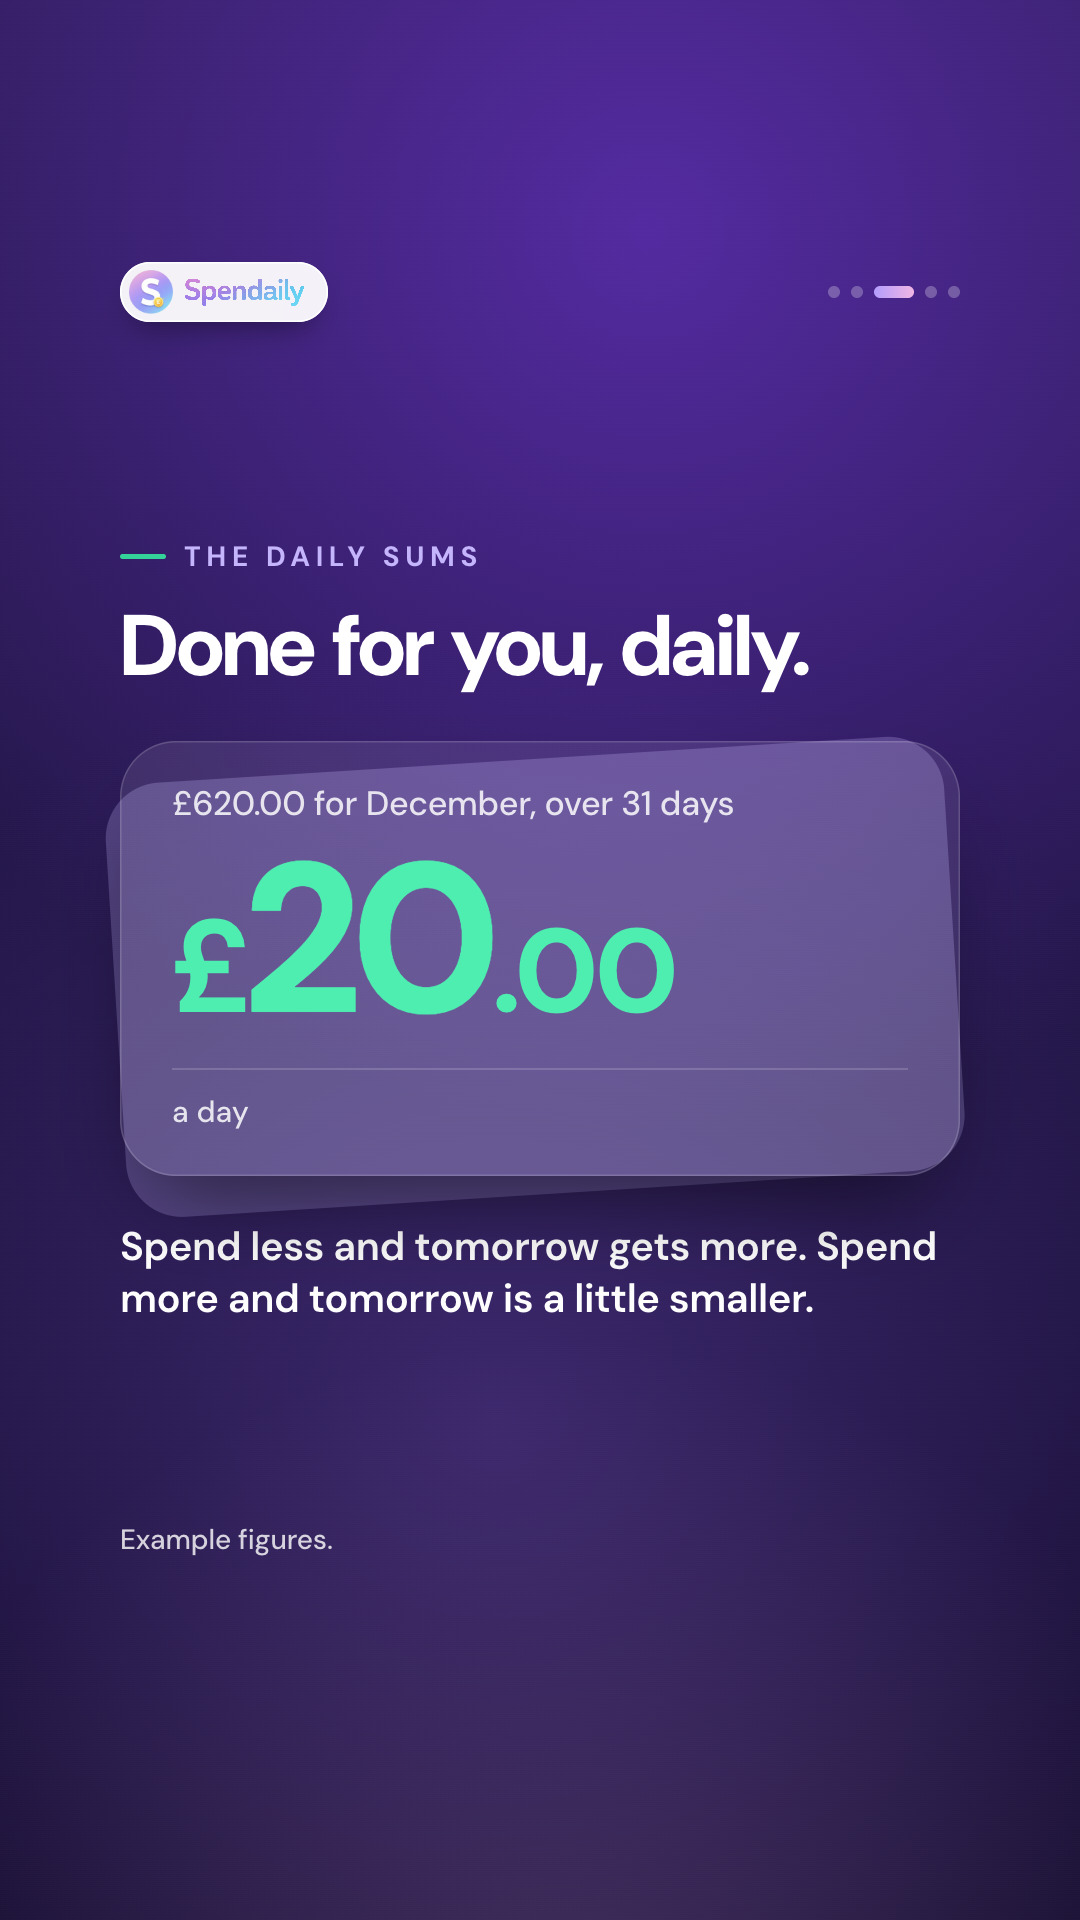 Spendaily
THE DAILY SUMS
Done for you, daily.
£620.00 for December, over 31 days
£20.00
a day
Spend less and tomorrow gets more. Spend
more and tomorrow is a little smaller.
Example figures.